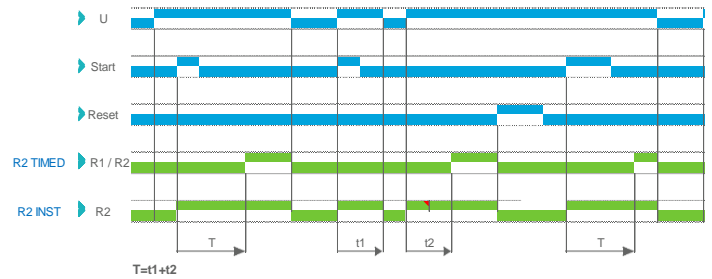 U
Start
Reset
R2 TIMED R1 / R2
R2 INST R2
T t1 t2 T
T=t1+t2